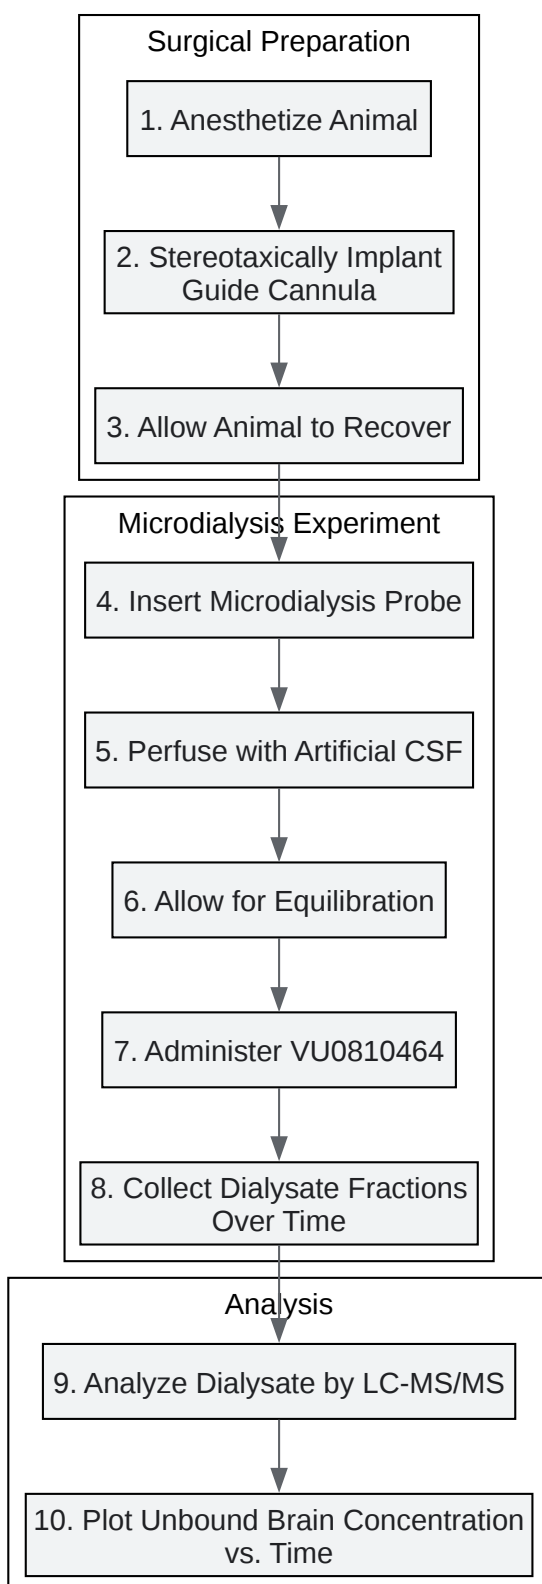 Surgical Preparation
1. Anesthetize Animal
2. Stereotaxically Implant
Guide Cannula
3. Allow Animal to Recover
Microdialysis Experiment
4. Insert Microdialysis Probe
5. Perfuse with Artificial CSF
6. Allow for Equilibration
7. Administer VU0810464
8. Collect Dialysate Fractions
Over Time
Analysis
9. Analyze Dialysate by LC-MS/MS
10. Plot Unbound Brain Concentration
vs. Time